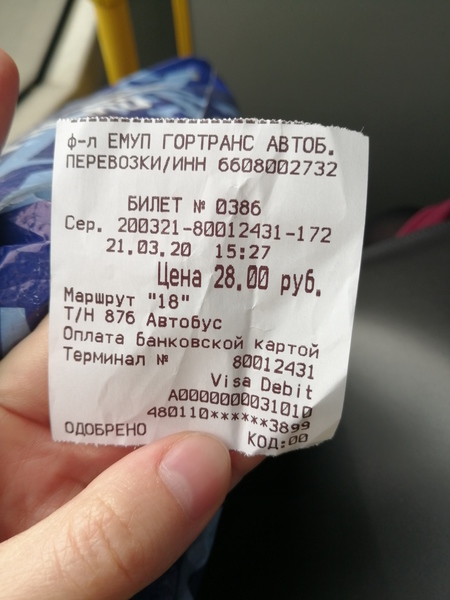 ф-л ЕМУП ГОРТРАНС АВТОБ.
ПЕРЕВОЗКИ/ИНН 6608002732
БИЛЕТ № 0386
Сер. 200321-80012431-172
21.03.20 15:27
Цена 28.00 руб.
Маршрут "18"
Т/Н 876 Автобус
Оплата банковской картой
Терминал № 80012431
Visa Debit
A0000000031010
480110******3899
ОДОБРЕНО КОД:00